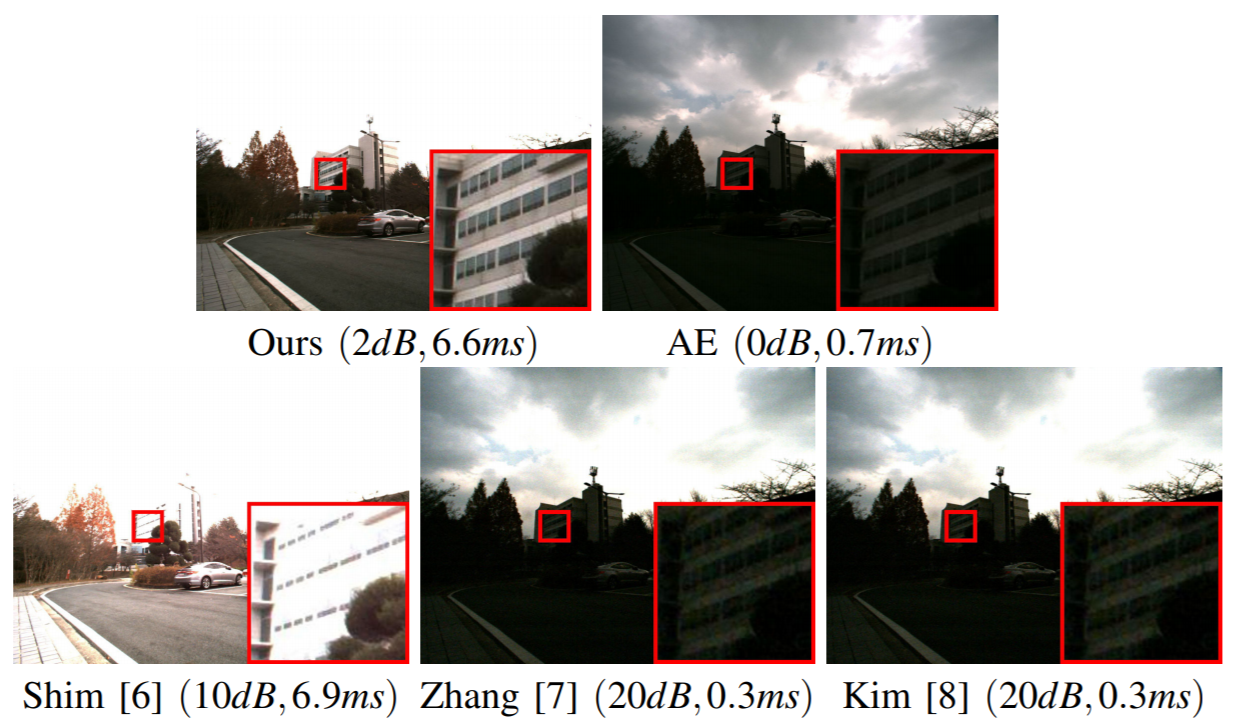 Ours (2dB, 6.6ms)
AE (0dB, 0.7ms)
Shim [6] (10dB, 6.9ms)
Zhang [7] (20dB, 0.3ms)
Kim [8] (20dB, 0.3ms)